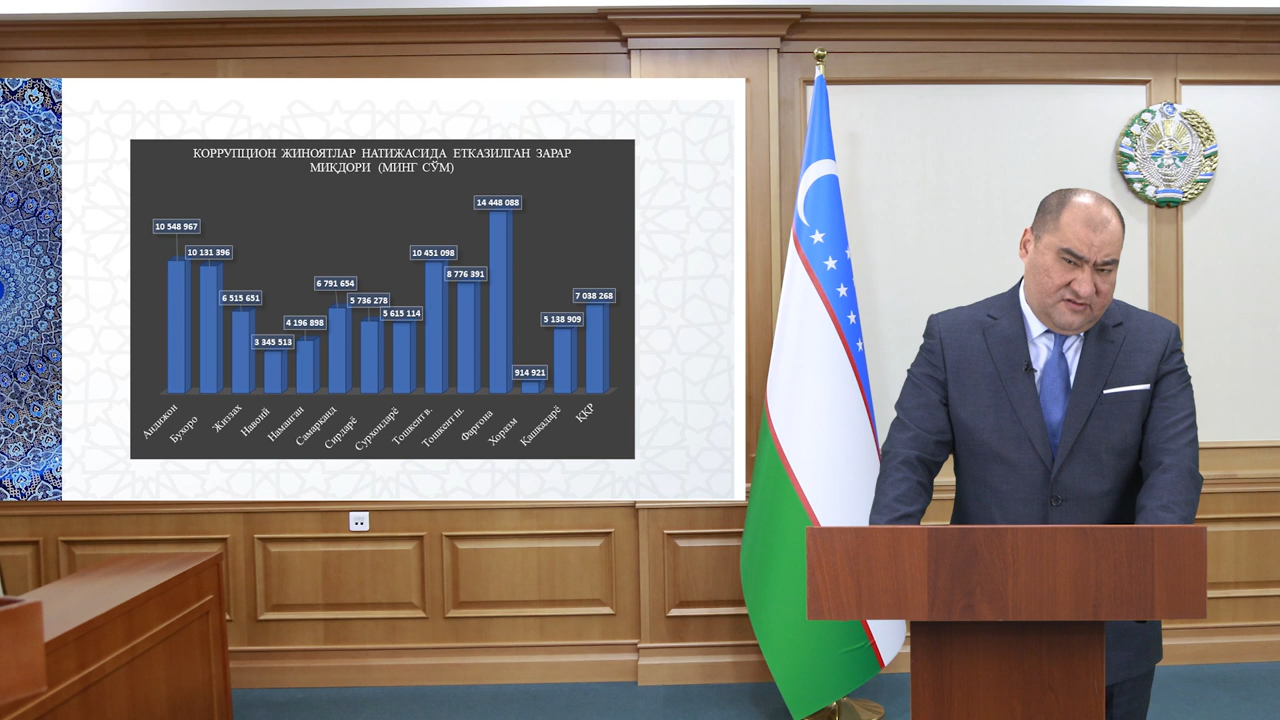 КОРРУПЦИОН ЖИНОЯТЛАР НАТИЖАСИДА ЕТКАЗИЛГАН ЗАРАР
МИҚДОРИ (МИНГ СЎМ)
10 548 967
10 131 396
6 515 651
3 345 513
4 196 898
6 791 654
5 736 278
5 615 114
10 451 098
8 776 391
14 448 088
914 921
5 138 909
7 038 268
Андижон
Бухоро
Жиззах
Навоий
Наманган
Самарканд
Сирдарё
Сурхондарё
Тошкент в.
Тошкент ш.
Фарғона
Хоразм
Қашқадарё
ҚҚР